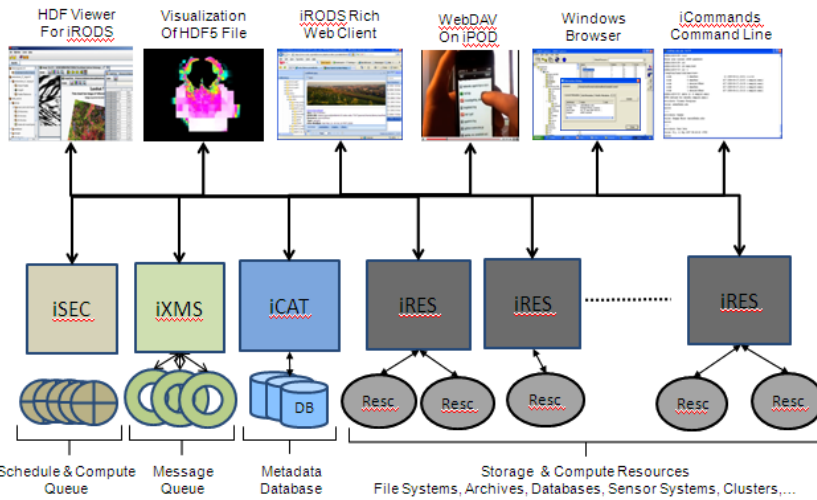 HDF Viewer
For iRODS
Visualization
Of HDF5 File
iRODS Rich
Web Client
WebDAV
On iPOD
Windows
Browser
iCommands
Command Line
iSEC
iXMS
iCAT
iRES
iRES
iRES
DB
Resc
Resc
Resc
Resc
Resc
Schedule & Compute
Queue
Message
Queue
Metadata
Database
Storage & Compute Resources
File Systems, Archives, Databases, Sensor Systems, Clusters,...